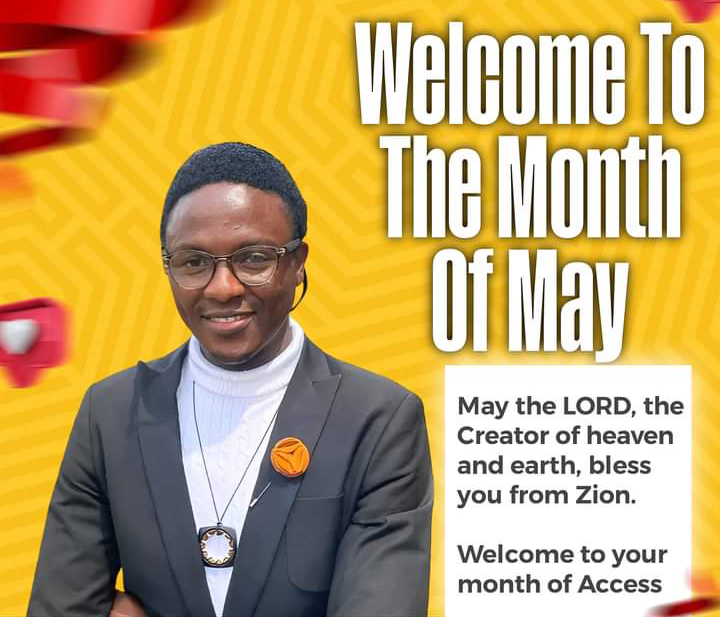 Welcome To
The Month
Of May
May the LORD, the
Creator of heaven
and earth, bless
you from Zion.
Welcome to your
month of Access